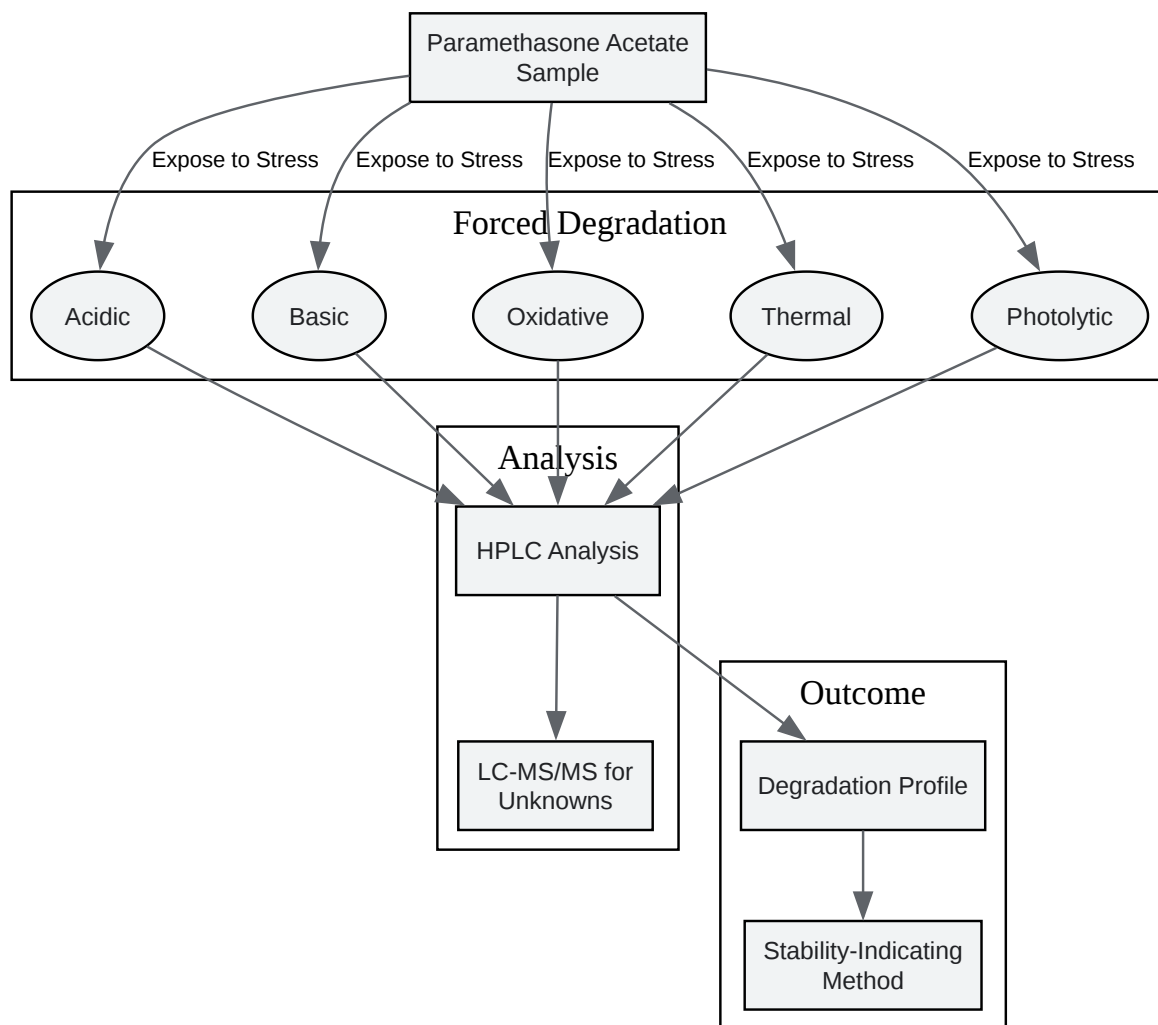 Paramethasone Acetate
Sample
Expose to Stress
Expose to Stress
Expose to Stress
Expose to Stress
Expose to Stress
Forced Degradation
Acidic
Basic
Oxidative
Thermal
Photolytic
Analysis
HPLC Analysis
LC-MS/MS for
Unknowns
Outcome
Degradation Profile
Stability-Indicating
Method